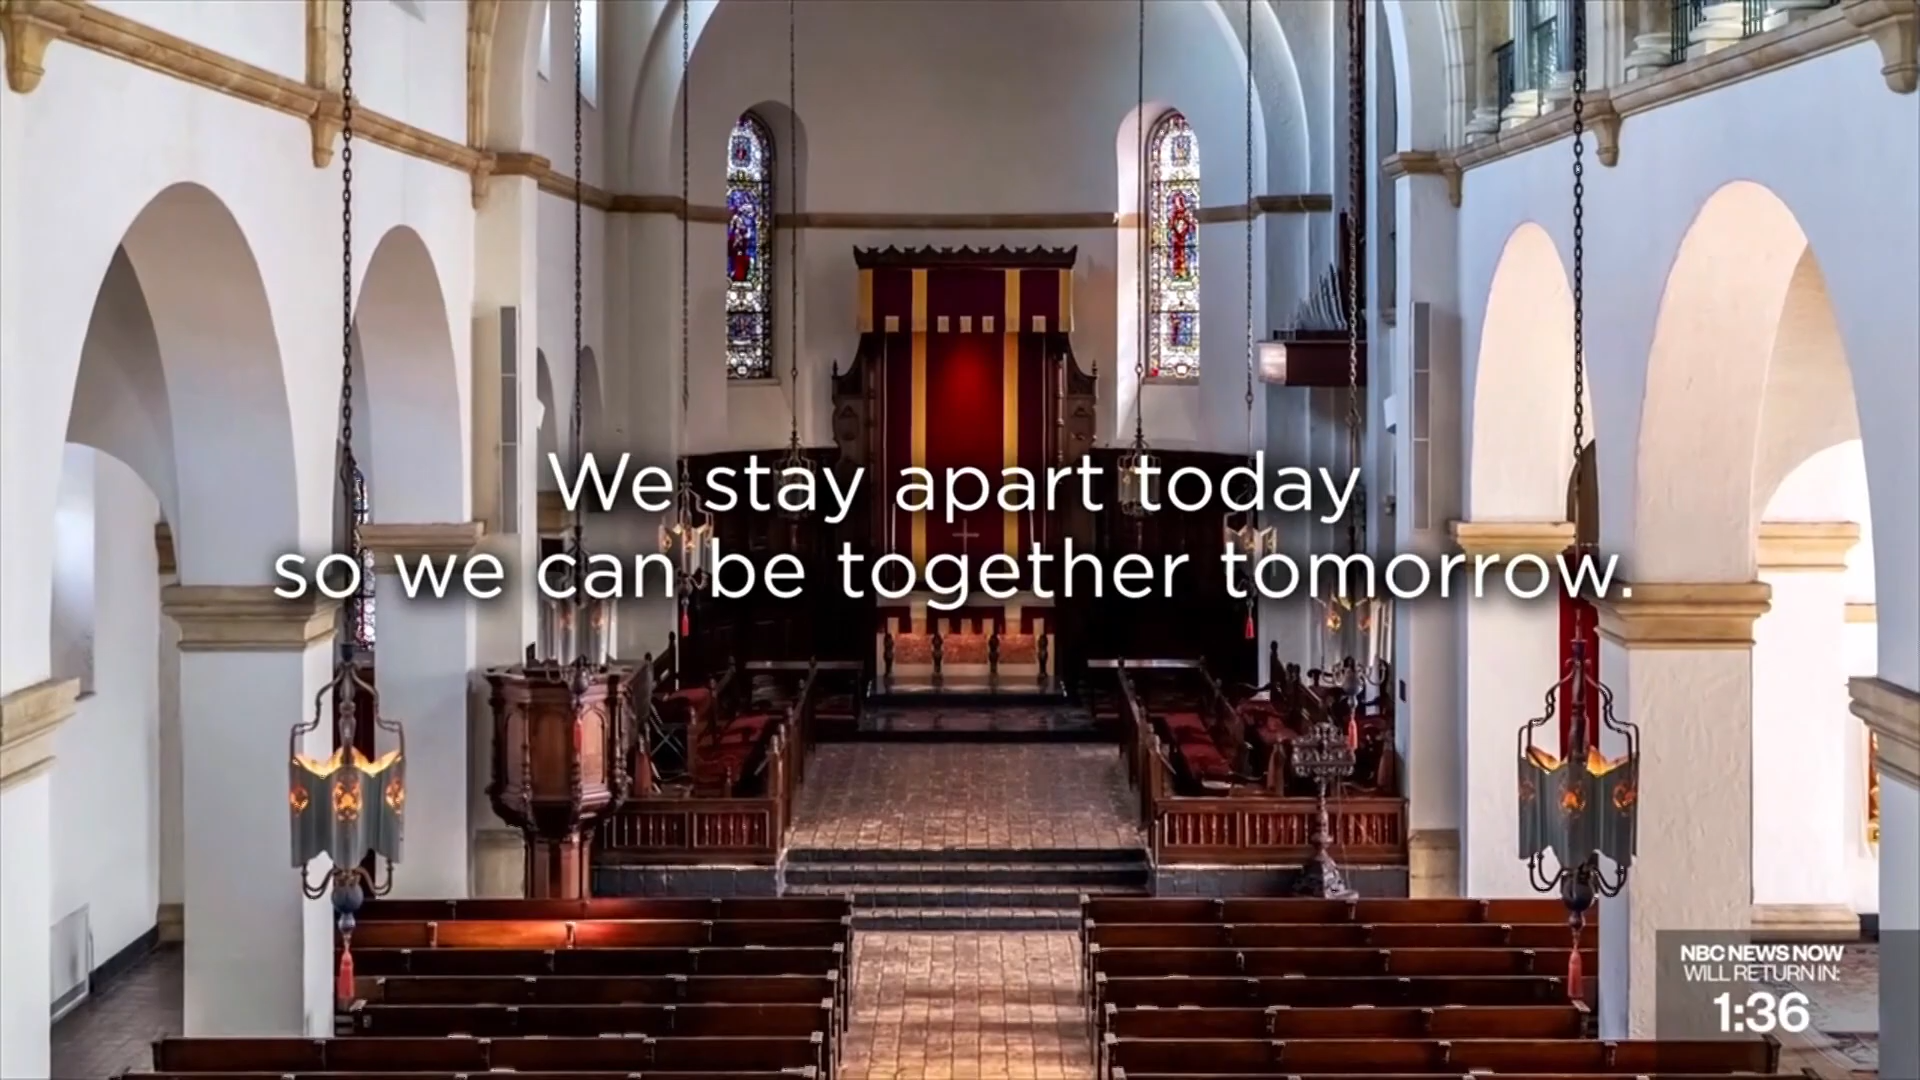 We stay apart today
so we can be together tomorrow.
NBC NEWS NOW
WILL RETURN IN:
1:36